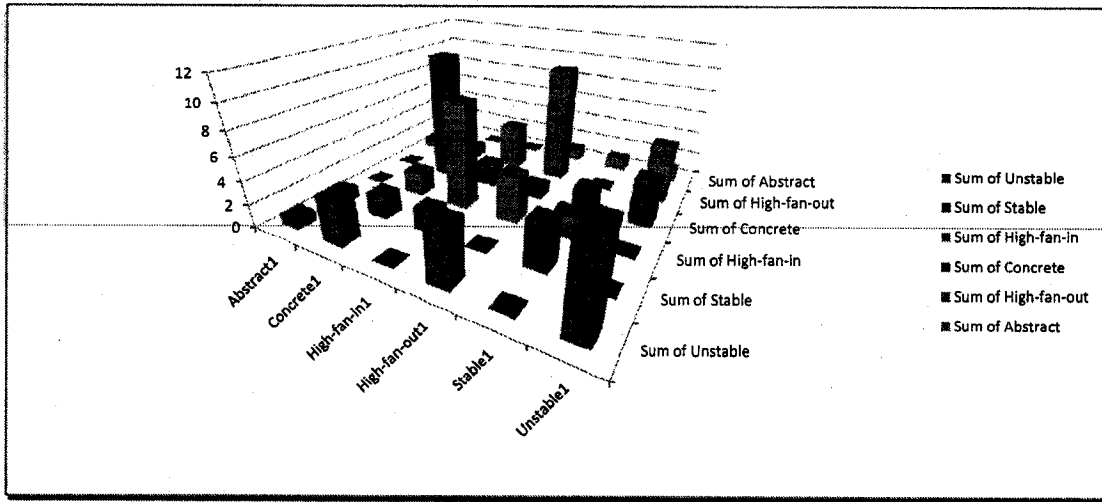 12
10
8
6
4
2
0
Abstract1
Concrete1
High-fan-in1
High-fan-out1
Stable1
Unstable1
Sum of Abstract
Sum of High-fan-out
Sum of Concrete
Sum of High-fan-in
Sum of Stable
Sum of Unstable
Sum of Unstable
Sum of Stable
Sum of High-fan-in
Sum of Concrete
Sum of High-fan-out
Sum of Abstract